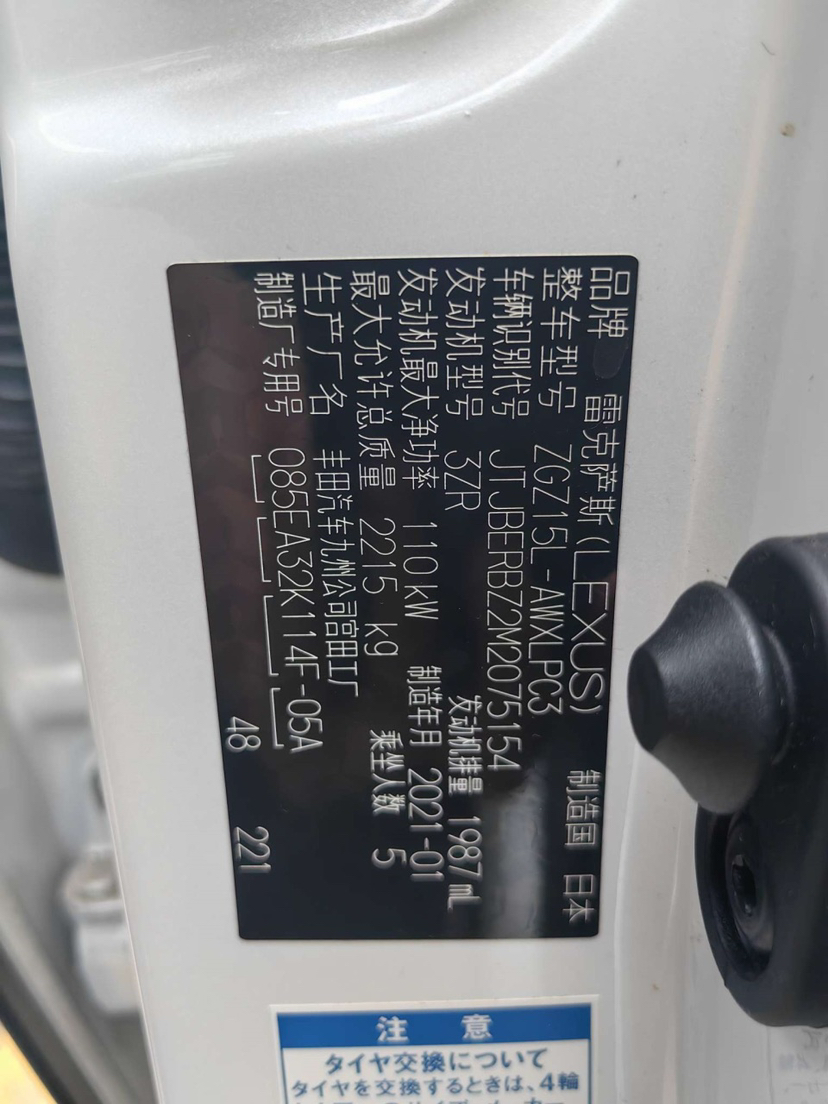 品牌 雷克萨斯(LEXUS) 制造国 日本
整车型号 ZGZ15L-AWXLPC3
车辆识别代号 JTJBERBZ2M2075154
发动机型号 3ZR 发动机排量 1987 mL
发动机最大净功率 110 kW 制造年月 2021-01
最大允许总质量 2215 kg 乘坐人数 5
生产厂名 丰田汽车九州公司宫田工厂
制造厂专用号 085EA32K114F-05A
48 221
注 意
タイヤ交換について
タイヤを交換するときは、4輪